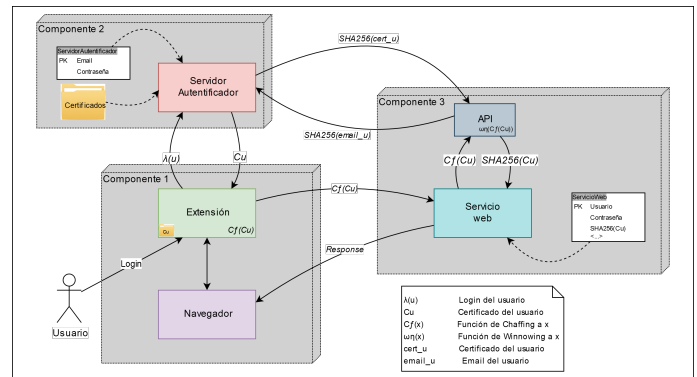 Componente 2
ServidorAutentificador
PK Email
Contraseña
Certificados
Servidor
Autentificador
SHA256(cert_u)
SHA256(email_u)
Componente 3
API
ωη(Cƒ(Cu))
Cƒ(Cu)
SHA256(Cu)
Servicio
web
ServicioWeb
PK Usuario
Contraseña
SHA256(Cu)
<...>
λ(u)
Cu
Componente 1
Extensión
cu
Cƒ(Cu)
Cƒ(Cu)
Response
Login
Usuario
Navegador
λ(u) Login del usuario
Cu Certificado del usuario
Cƒ(x) Función de Chaffing a x
ωη(x) Función de Winnowing a x
cert_u Certificado del usuario
email_u Email del usuario